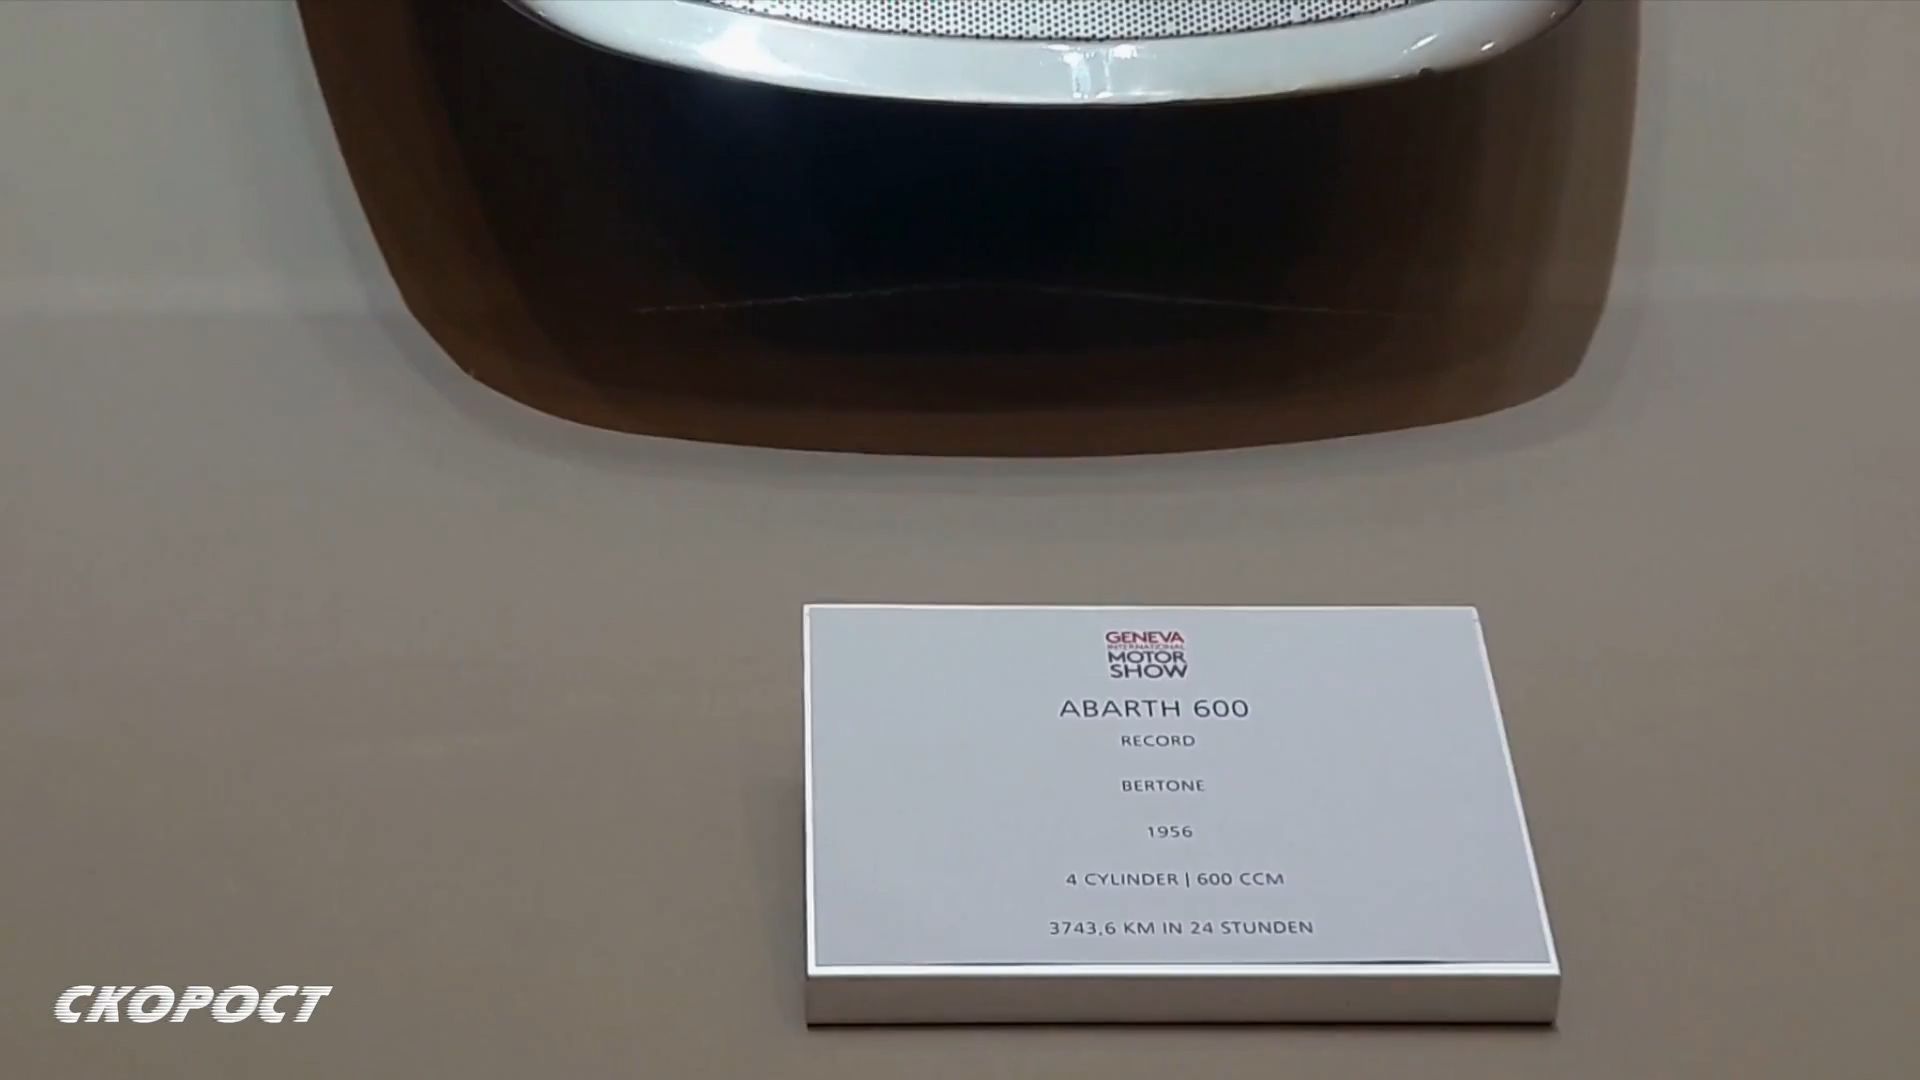 GENEVA
INTERNATIONAL
MOTOR
SHOW
ABARTH 600
RECORD
BERTONE
1956
4 CYLINDER | 600 CCM
3743,6 KM IN 24 STUNDEN
СКОРОСТ